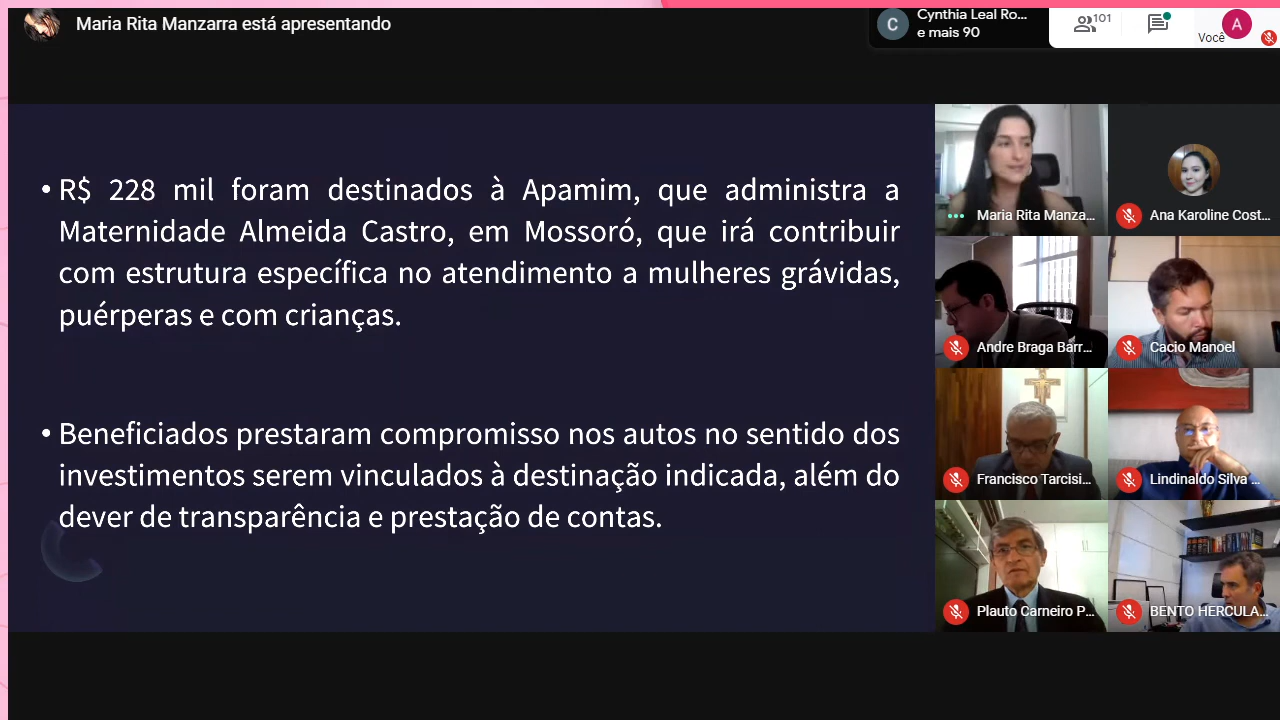 Maria Rita Manzarra está apresentando
C
Cynthia Leal Ro...
e mais 90
101
A
Você
• R$ 228 mil foram destinados à Apamim, que administra a
Maternidade Almeida Castro, em Mossoró, que irá contribuir
com estrutura específica no atendimento a mulheres grávidas,
puérperas e com crianças.
• Beneficiados prestaram compromisso nos autos no sentido dos
investimentos serem vinculados à destinação indicada, além do
dever de transparência e prestação de contas.
Maria Rita Manza...
Ana Karoline Cost...
Andre Braga Barr...
Cacio Manoel
Francisco Tarcisi...
Lindinaldo Silva ...
Plauto Carneiro P...
BENTO HERCULA...